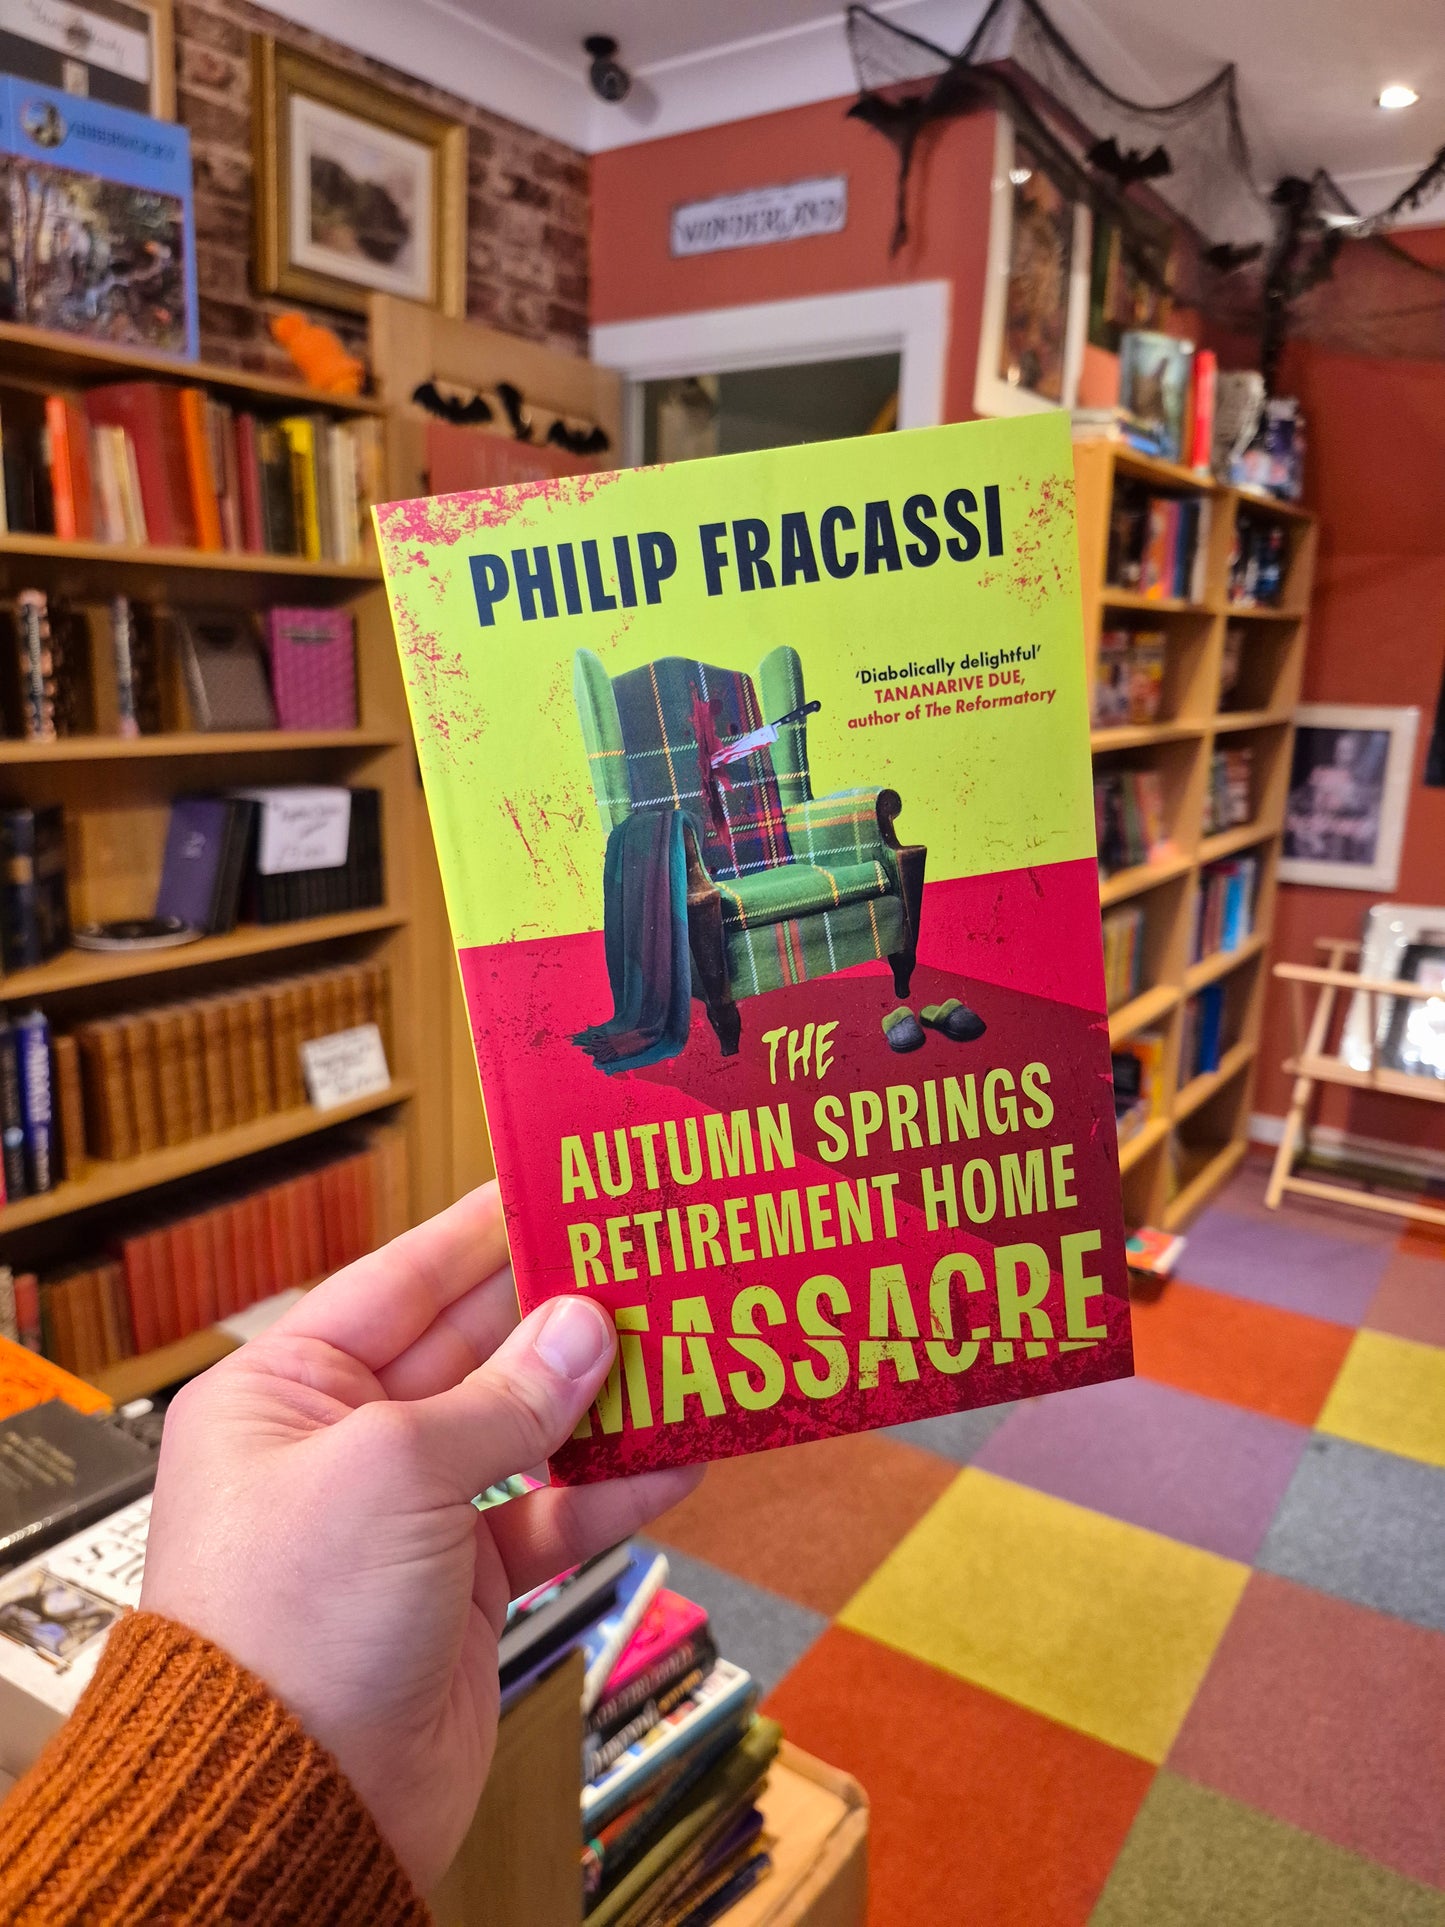 WONDERLAND
PHILIP FRACASSI
'Diabolically delightful'
TANANARIVE DUE,
author of The Reformatory
THE
AUTUMN SPRINGS
RETIREMENT HOME
MASSACRE